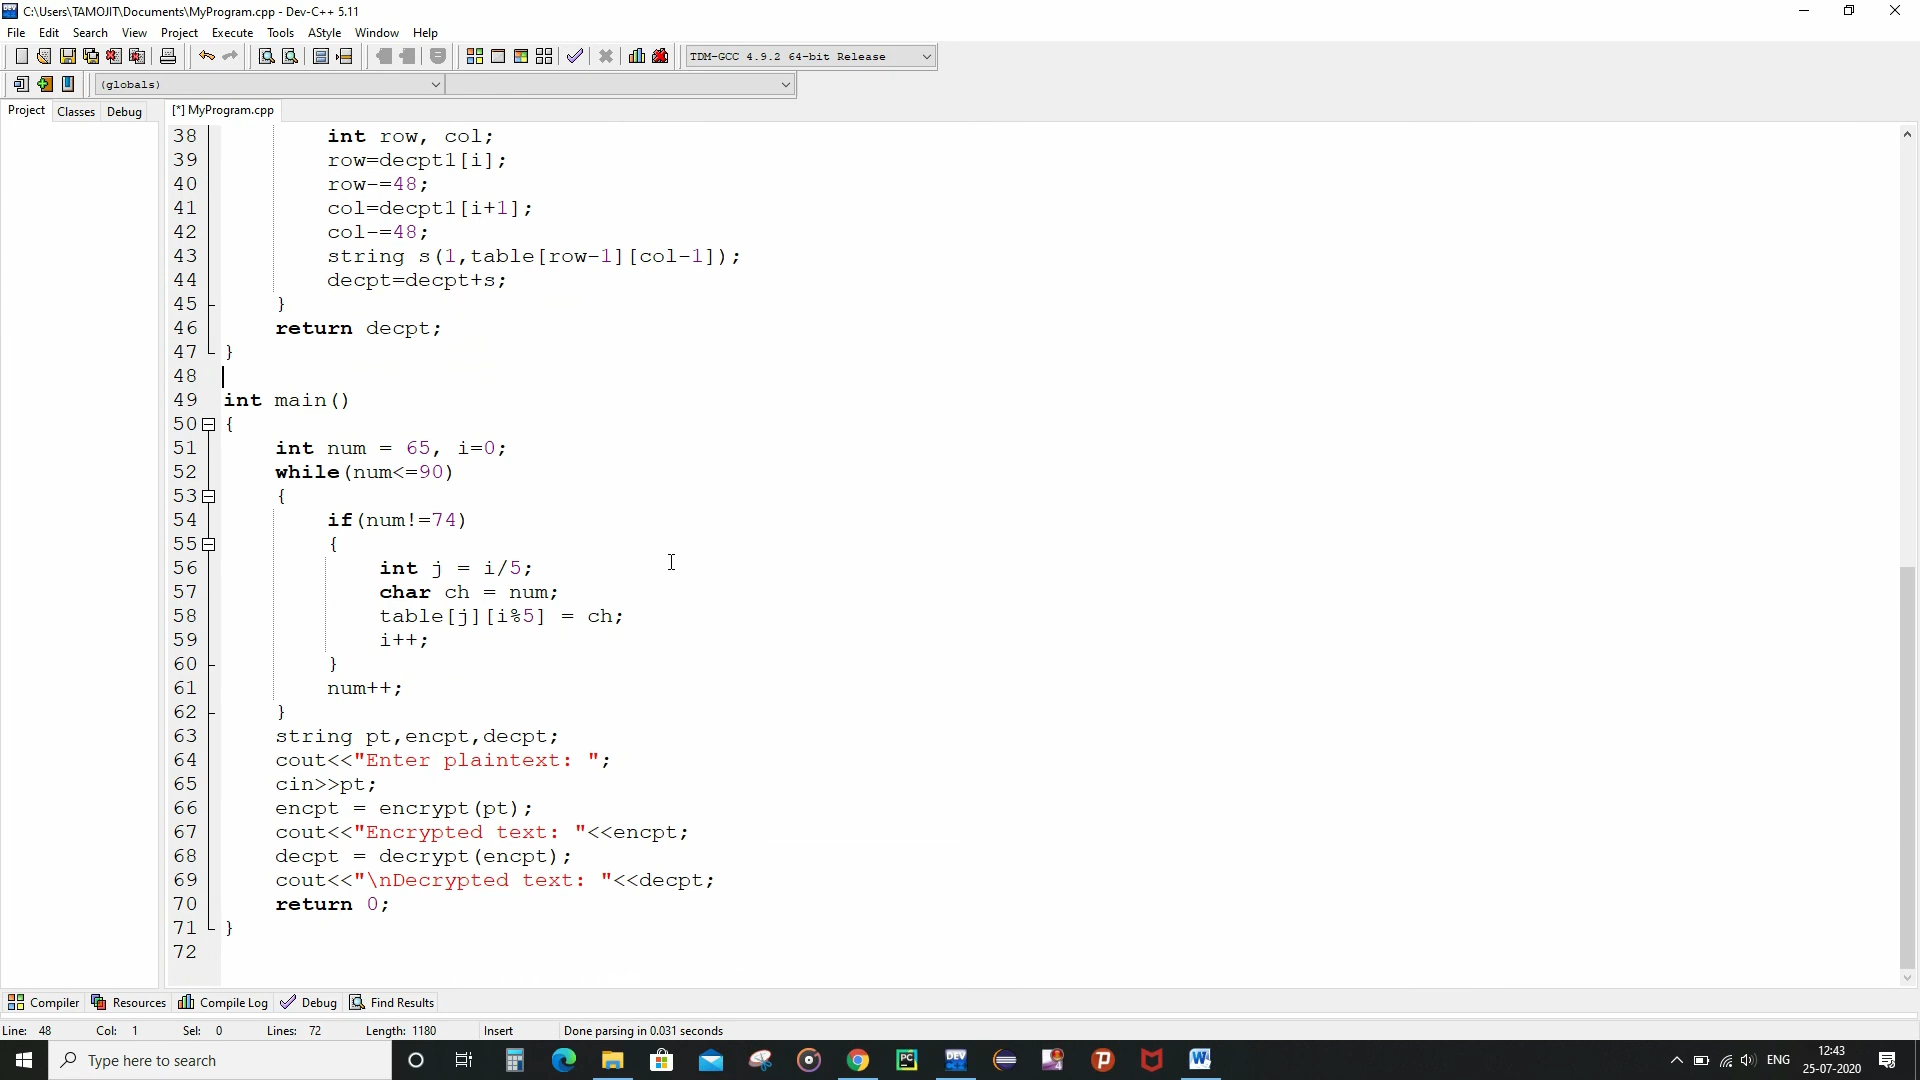 C:\Users\TAMOJIT\Documents\MyProgram.cpp - Dev-C++ 5.11
File Edit Search View Project Execute Tools AStyle Window Help
TDM-GCC 4.9.2 64-bit Release
(globals)
Project Classes Debug [*] MyProgram.cpp
38 int row, col;
39 row=decpt1[i];
40 row-=48;
41 col=decpt1[i+1];
42 col-=48;
43 string s(1,table[row-1][col-1]);
44 decpt=decpt+s;
45 }
46 return decpt;
47 }
48
49 int main()
50 {
51 int num = 65, i=0;
52 while(num<=90)
53 {
54 if(num!=74)
55 {
56 int j = i/5;
57 char ch = num;
58 table[j][i%5] = ch;
59 i++;
60 }
61 num++;
62 }
63 string pt,encpt,decpt;
64 cout<<"Enter plaintext: ";
65 cin>>pt;
66 encpt = encrypt(pt);
67 cout<<"Encrypted text: "<<encpt;
68 decpt = decrypt(encpt);
69 cout<<"\nDecrypted text: "<<decpt;
70 return 0;
71 }
72
Compiler Resources Compile Log Debug Find Results
Line: 48 Col: 1 Sel: 0 Lines: 72 Length: 1180 Insert Done parsing in 0.031 seconds
Type here to search
ENG
12:43
25-07-2020